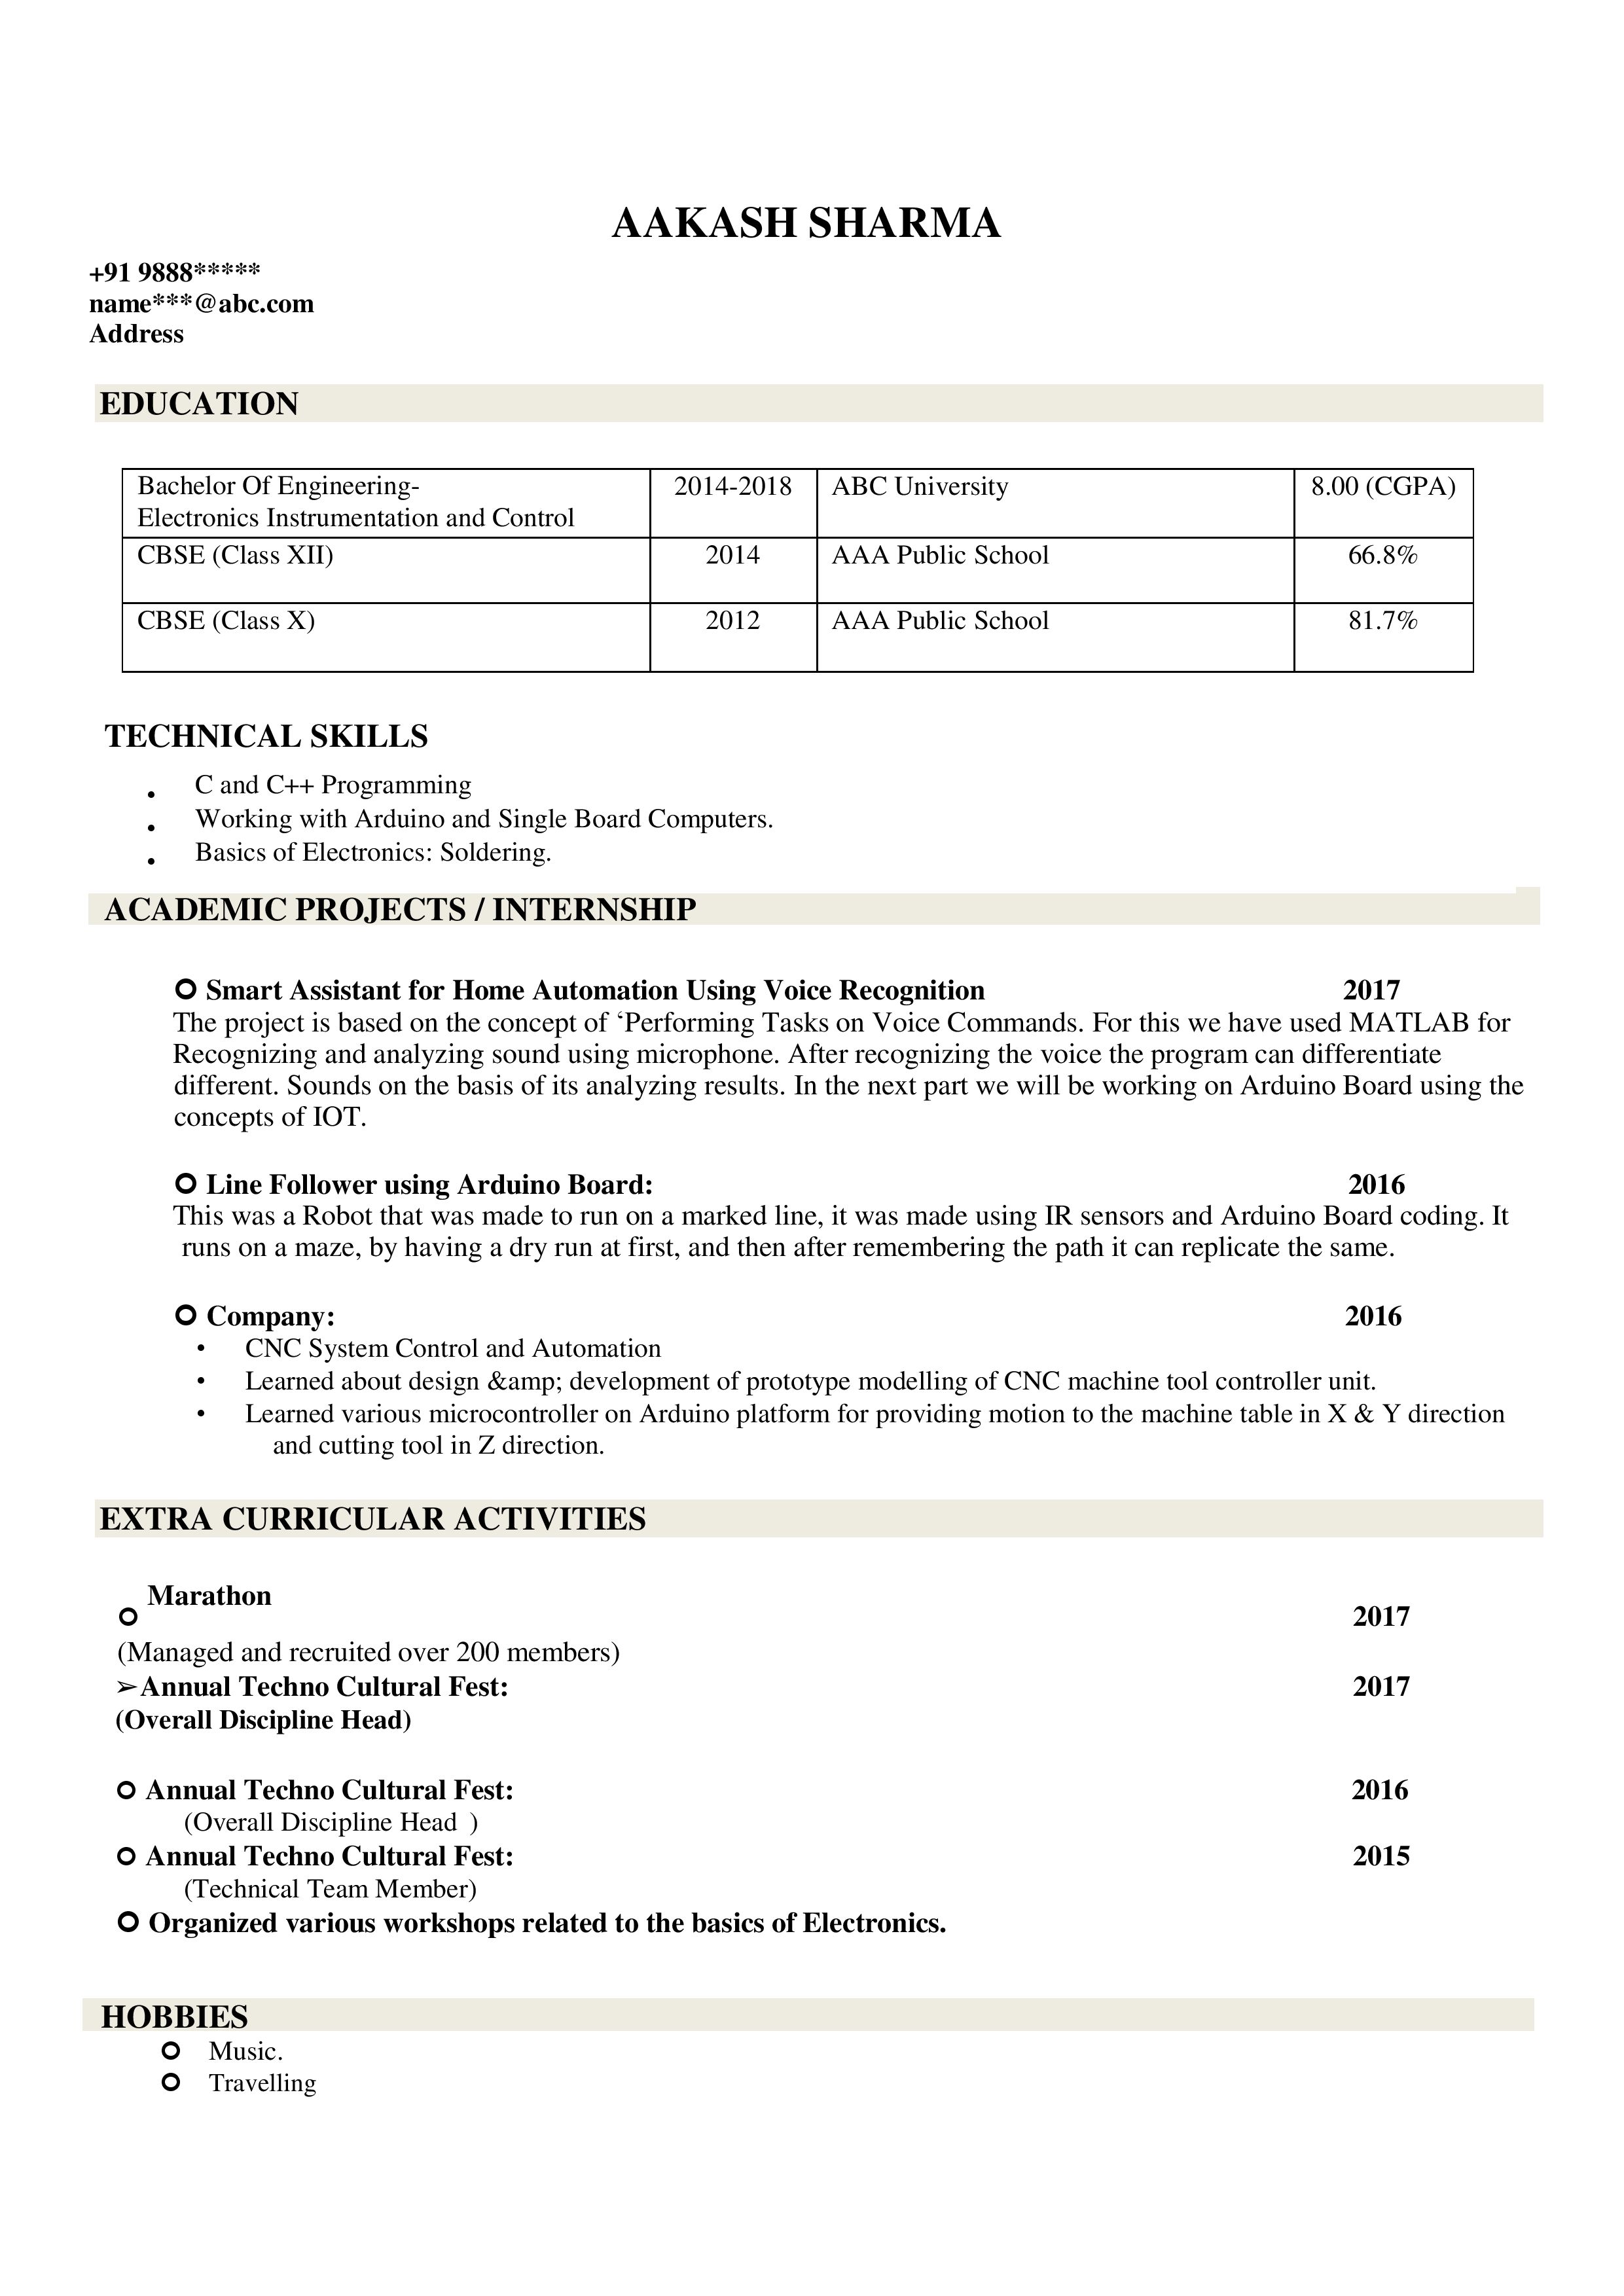 AAKASH SHARMA
+91 9888*****
name***@abc.com
Address
EDUCATION
Bachelor Of Engineering- 2014-2018 ABC University 8.00 (CGPA)
Electronics Instrumentation and Control
CBSE (Class XII) 2014 AAA Public School 66.8%
CBSE (Class X) 2012 AAA Public School 81.7%
TECHNICAL SKILLS
• C and C++ Programming
• Working with Arduino and Single Board Computers.
• Basics of Electronics: Soldering.
ACADEMIC PROJECTS / INTERNSHIP
Smart Assistant for Home Automation Using Voice Recognition 2017
The project is based on the concept of ‘Performing Tasks on Voice Commands. For this we have used MATLAB for
Recognizing and analyzing sound using microphone. After recognizing the voice the program can differentiate
different. Sounds on the basis of its analyzing results. In the next part we will be working on Arduino Board using the
concepts of IOT.
Line Follower using Arduino Board: 2016
This was a Robot that was made to run on a marked line, it was made using IR sensors and Arduino Board coding. It
runs on a maze, by having a dry run at first, and then after remembering the path it can replicate the same.
Company: 2016
• CNC System Control and Automation
• Learned about design &amp; development of prototype modelling of CNC machine tool controller unit.
• Learned various microcontroller on Arduino platform for providing motion to the machine table in X & Y direction
and cutting tool in Z direction.
EXTRA CURRICULAR ACTIVITIES
Marathon 2017
(Managed and recruited over 200 members)
➢Annual Techno Cultural Fest: 2017
(Overall Discipline Head)
Annual Techno Cultural Fest: 2016
(Overall Discipline Head )
Annual Techno Cultural Fest: 2015
(Technical Team Member)
Organized various workshops related to the basics of Electronics.
HOBBIES
Music.
Travelling